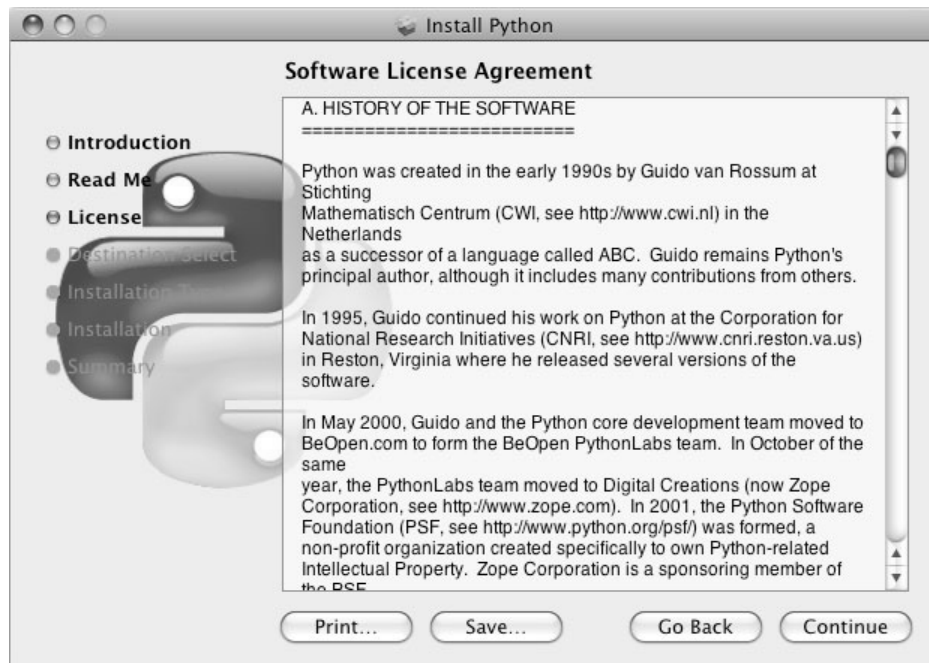 Install Python
Software License Agreement
Introduction
Read Me
License
Destination Select
Installation Type
Installation
Summary
A. HISTORY OF THE SOFTWARE
==========================
Python was created in the early 1990s by Guido van Rossum at
Stichting
Mathematisch Centrum (CWI, see http://www.cwi.nl) in the
Netherlands
as a successor of a language called ABC.  Guido remains Python's
principal author, although it includes many contributions from others.
In 1995, Guido continued his work on Python at the Corporation for
National Research Initiatives (CNRI, see http://www.cnri.reston.va.us)
in Reston, Virginia where he released several versions of the
software.
In May 2000, Guido and the Python core development team moved to
BeOpen.com to form the BeOpen PythonLabs team.  In October of the
same
year, the PythonLabs team moved to Digital Creations (now Zope
Corporation, see http://www.zope.com).  In 2001, the Python Software
Foundation (PSF, see http://www.python.org/psf/) was formed, a
non-profit organization created specifically to own Python-related
Intellectual Property.  Zope Corporation is a sponsoring member of
the PSF
Print...
Save...
Go Back
Continue